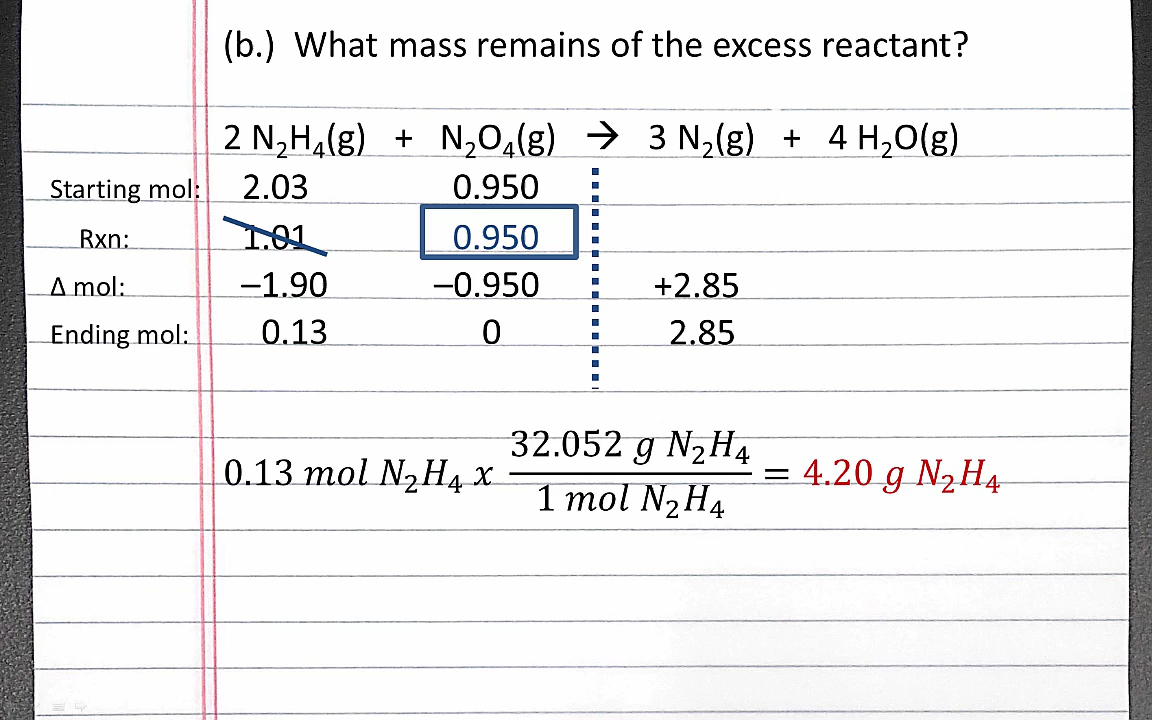 (b.) What mass remains of the excess reactant?
2 N₂H₄(g) + N₂O₄(g) → 3 N₂(g) + 4 H₂O(g)
Starting mol: 2.03 0.950
Rxn: 1.01 0.950
Δ mol: –1.90 –0.950 +2.85
Ending mol: 0.13 0 2.85
0.13 mol N₂H₄ x 32.052 g N₂H₄ / 1 mol N₂H₄ = 4.20 g N₂H₄